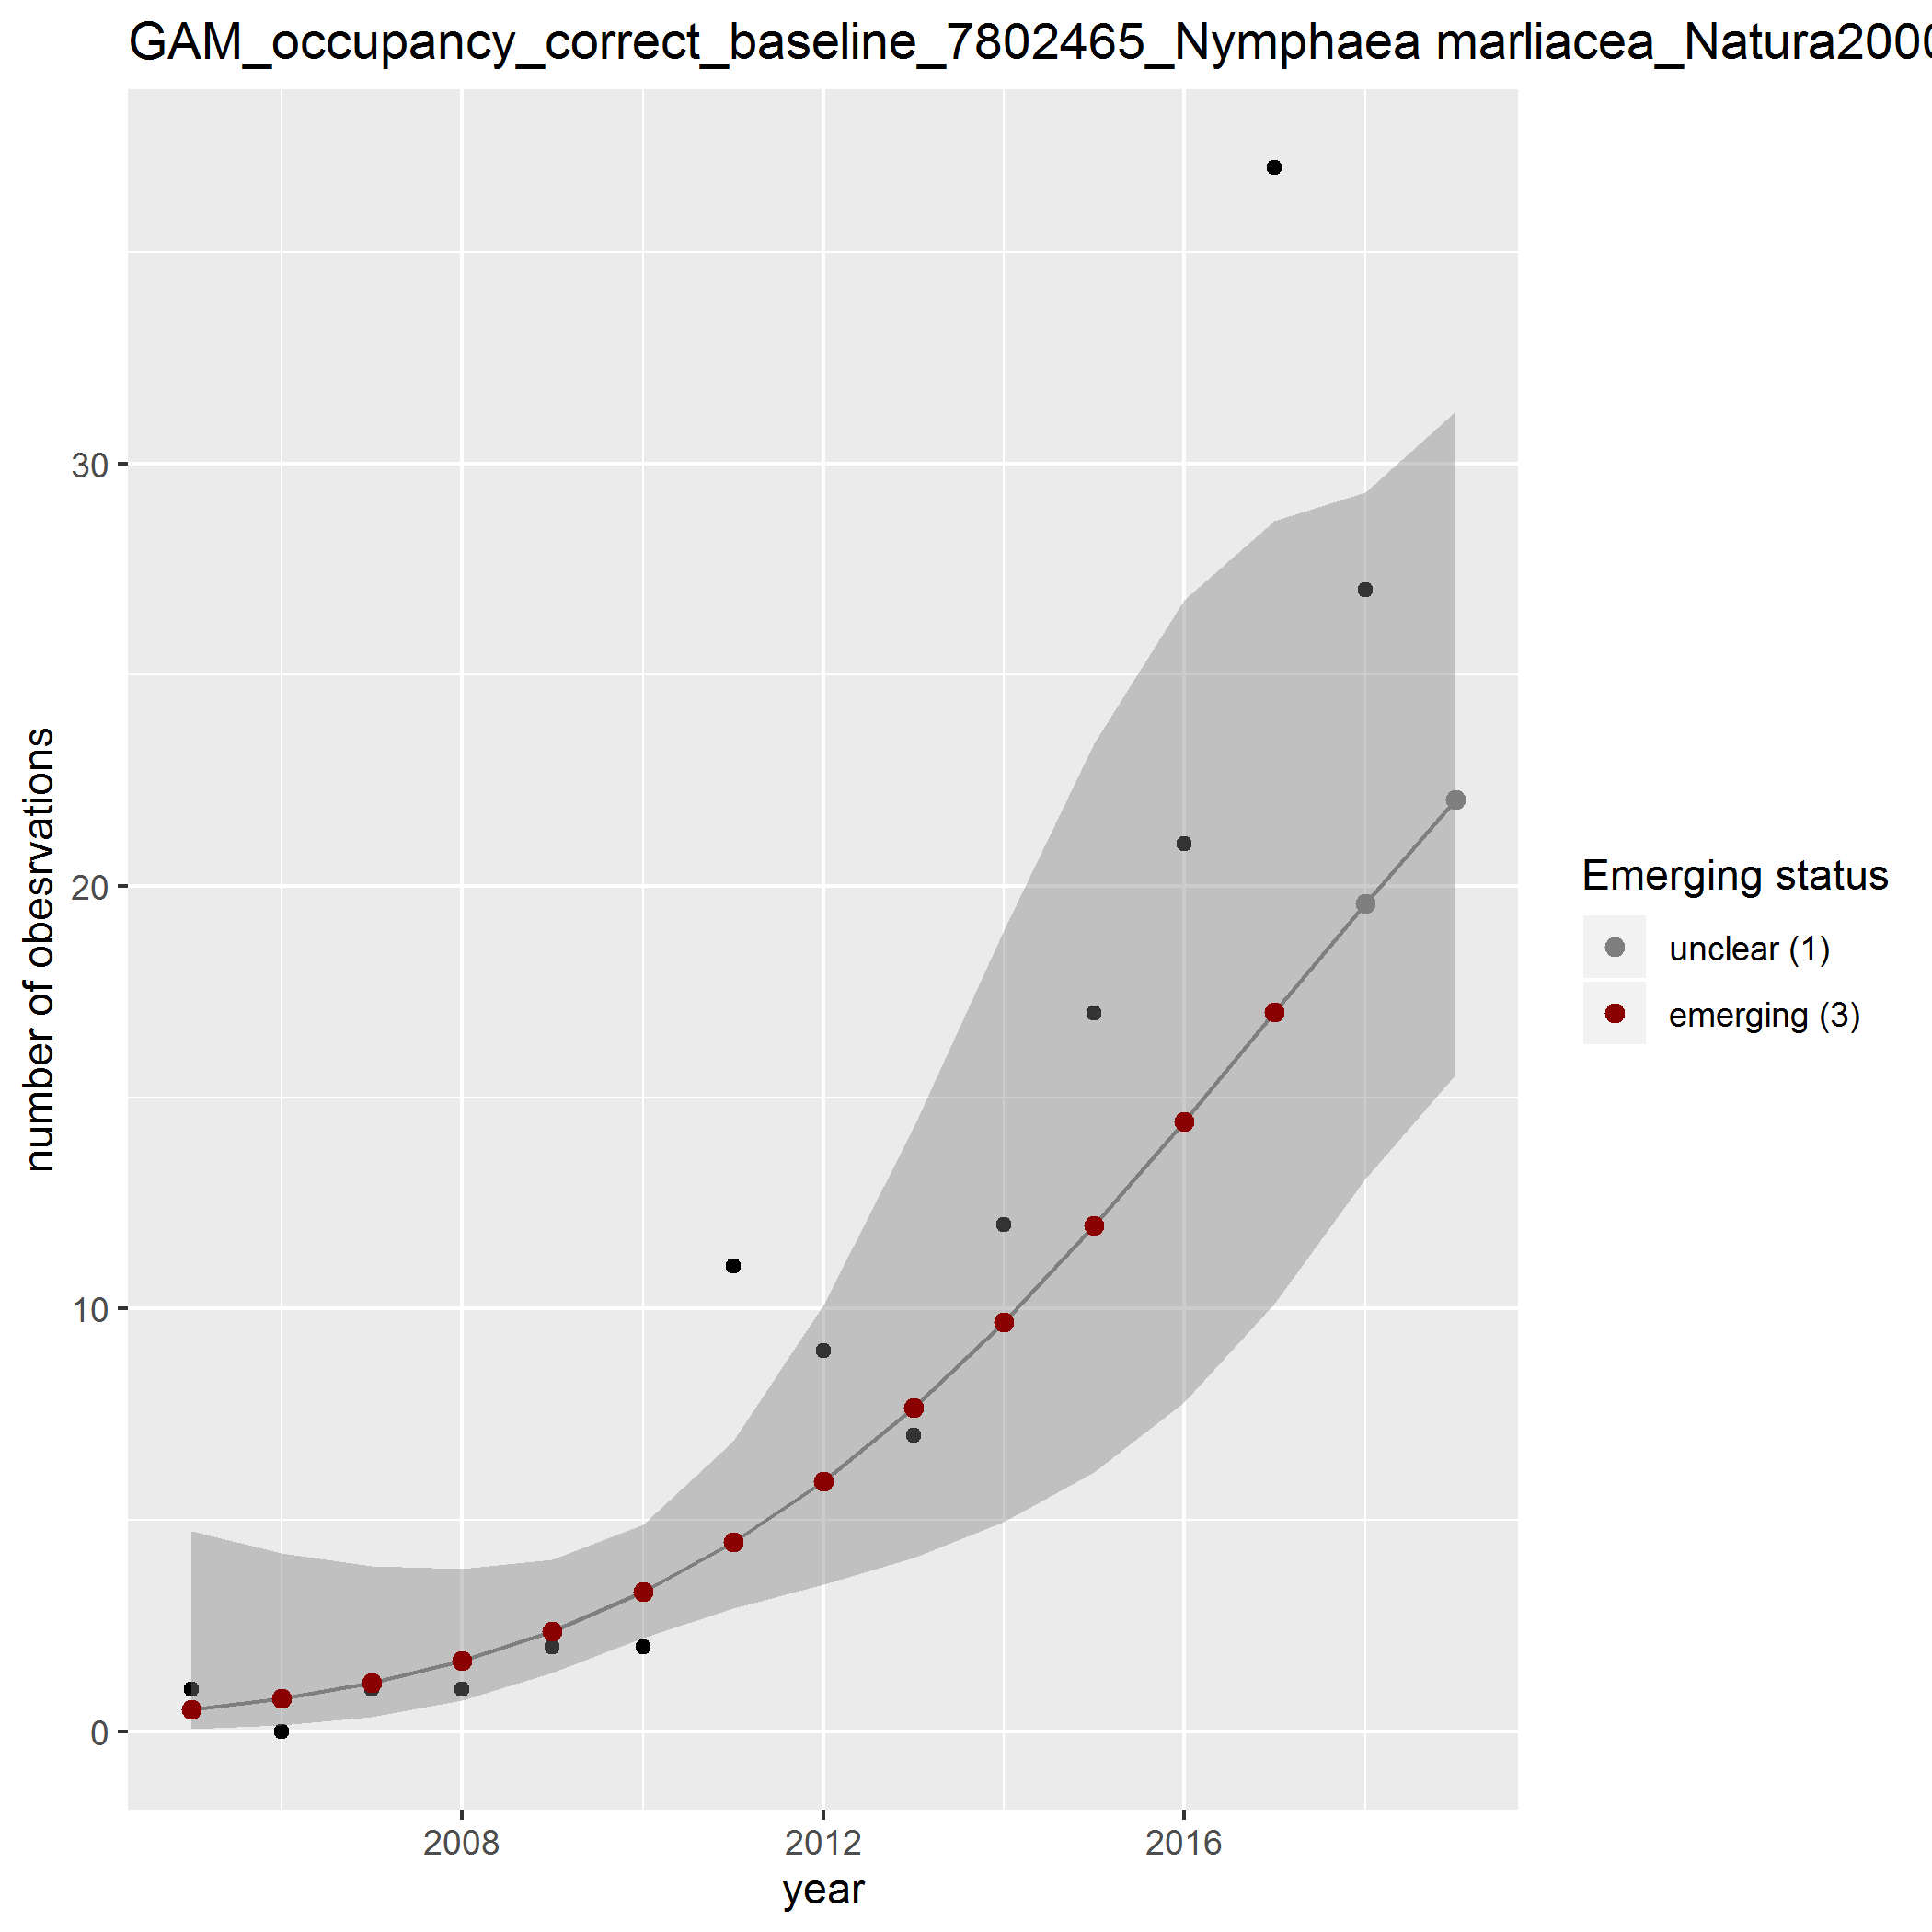 GAM_occupancy_correct_baseline_7802465_Nymphaea marliacea_Natura2000
30
20
10
0
number of obesrvations
2008
2012
2016
year
Emerging status
unclear (1)
emerging (3)